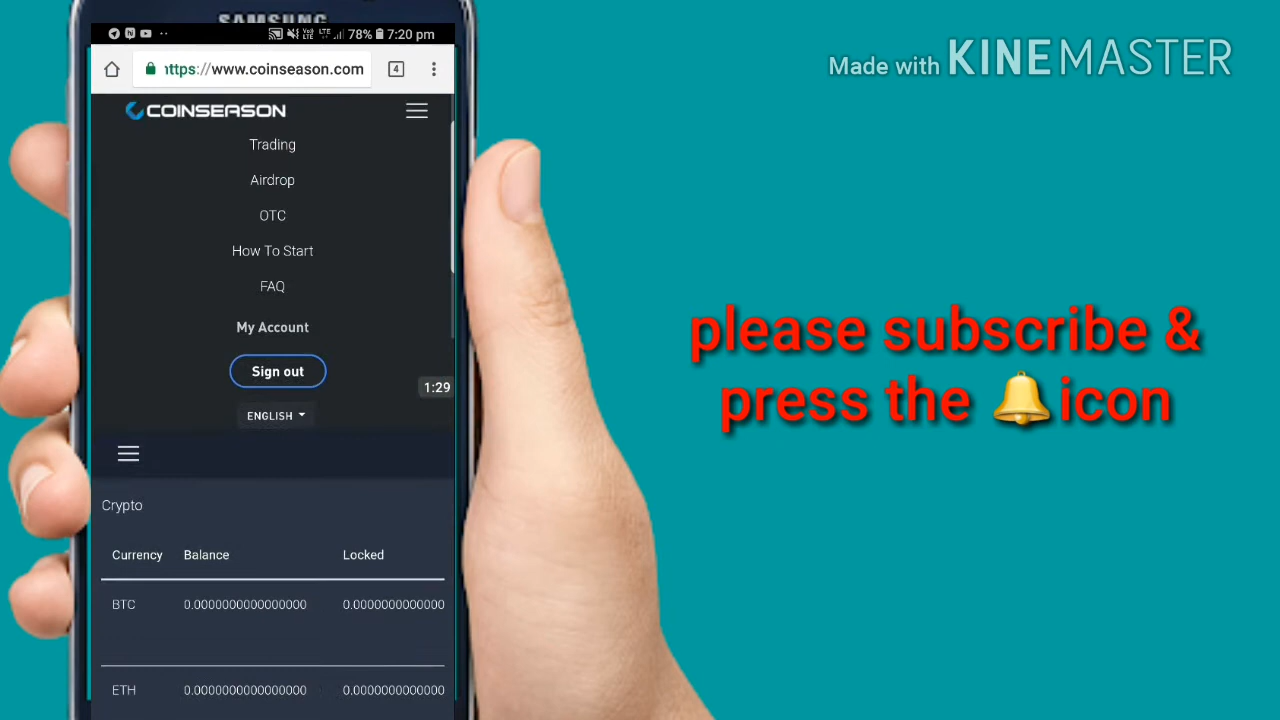 SAMSUNG
78% 7:20 pm
https://www.coinseason.com
4
COINSEASON
Trading
Airdrop
OTC
How To Start
FAQ
My Account
Sign out
1:29
ENGLISH
Crypto
Currency Balance Locked
BTC 0.0000000000000000 0.0000000000000
ETH 0.0000000000000000 0.0000000000000
Made with KINEMASTER
please subscribe &
press the 🔔icon